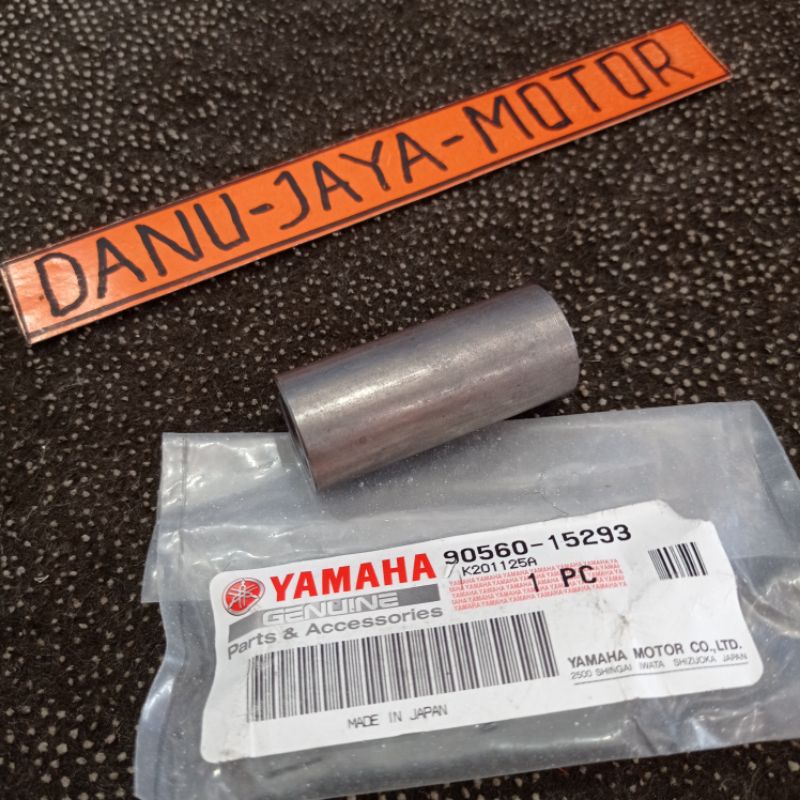 DANU-JAYA-MOTOR
YAMAHA
GENUINE
Parts & Accessories
90560-15293
K201125A
1 PC
YAMAHA MOTOR CO.,LTD.
2500 SHINGAI IWATA SHIZUOKA JAPAN
MADE IN JAPAN